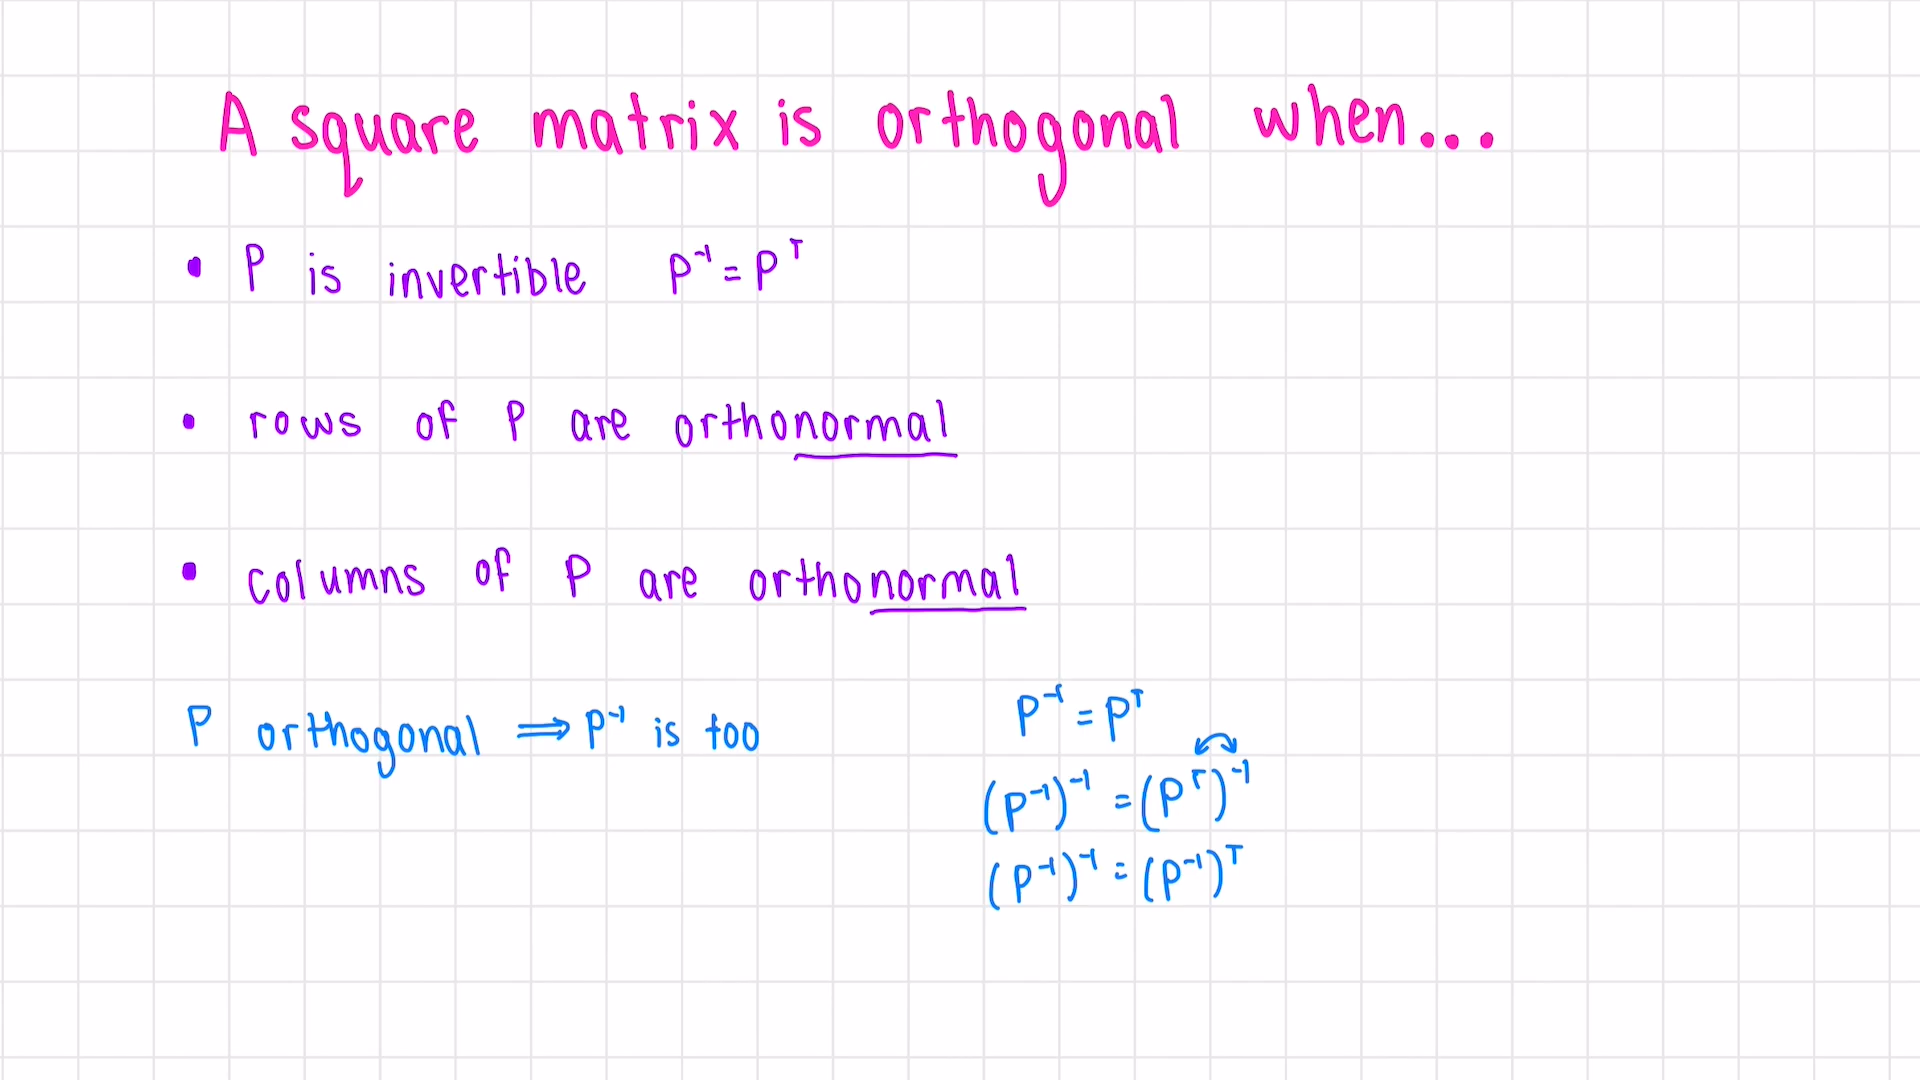 A square matrix is orthogonal when...
• P is invertible P⁻¹ = Pᵀ
• rows of P are orthonormal
• columns of P are orthonormal
P orthogonal ⟹ P⁻¹ is too
P⁻¹ = Pᵀ
(P⁻¹)⁻¹ = (Pᵀ)⁻¹
(P⁻¹)⁻¹ = (P⁻¹)ᵀ